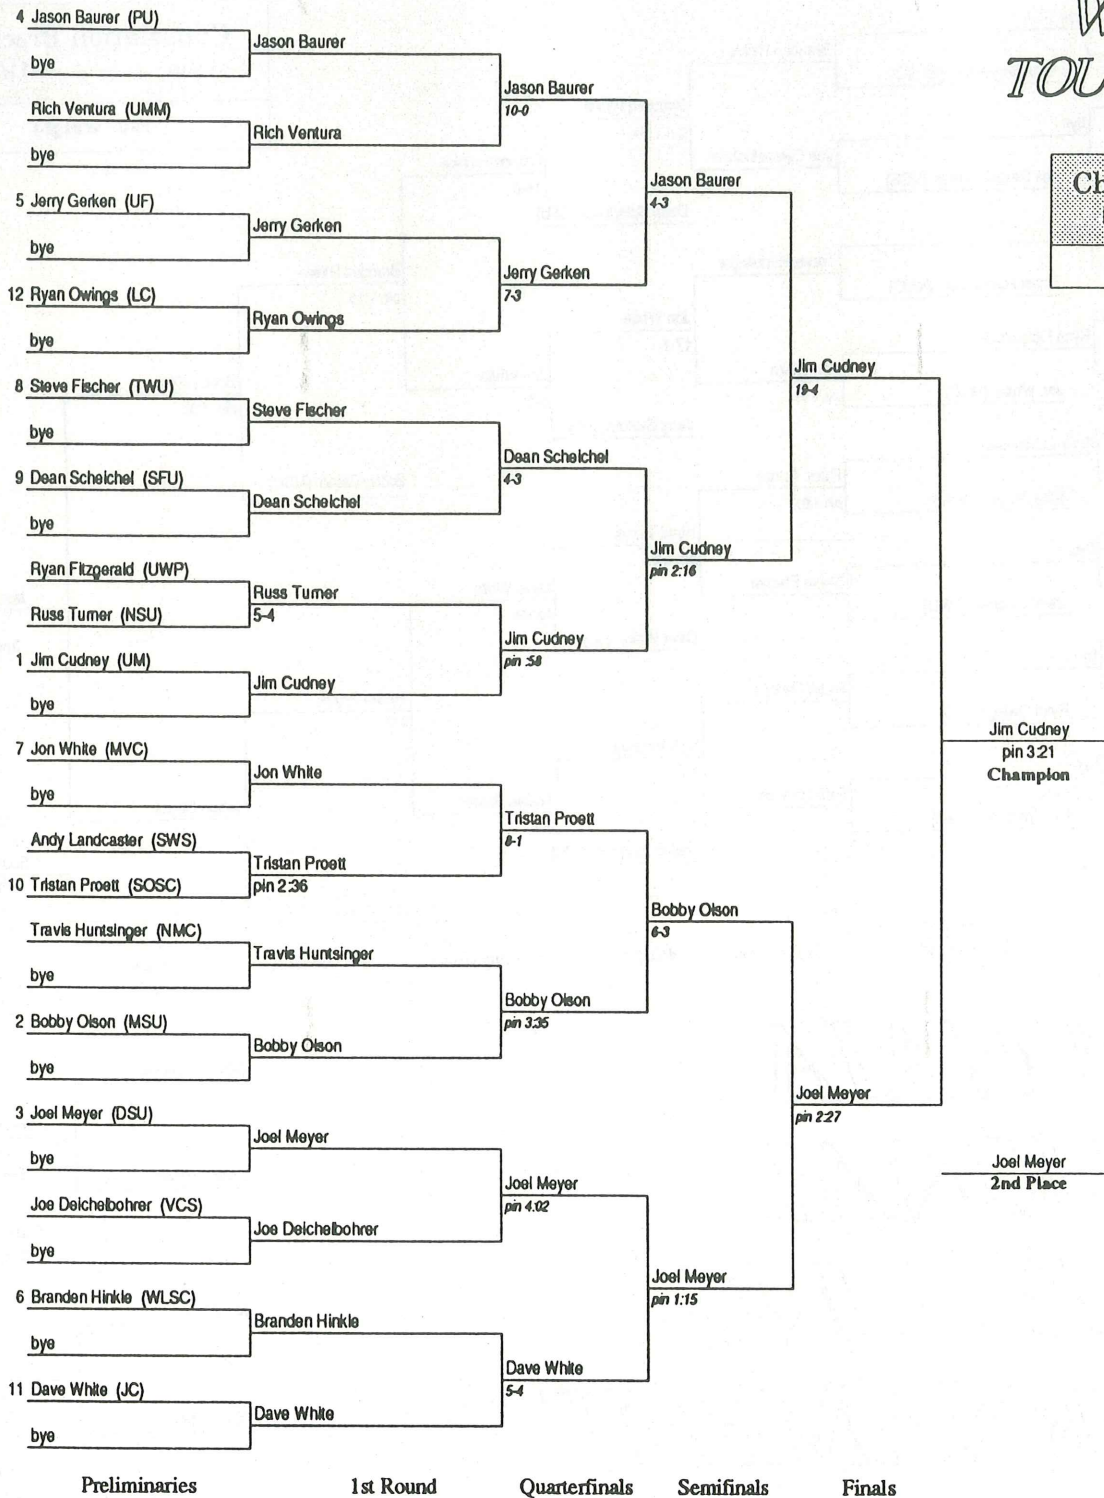 4 Jason Baurer (PU)
bye
Rich Ventura (UMM)
bye
5 Jerry Gerken (UF)
bye
12 Ryan Owings (LC)
bye
8 Steve Fischer (TWU)
bye
9 Dean Scheichel (SFU)
bye
Ryan Fitzgerald (UWP)
Russ Turner (NSU)
1 Jim Cudney (UM)
bye
7 Jon White (MVC)
bye
Andy Landcaster (SWS)
10 Tristan Proett (SOSC)
Travis Huntsinger (NMC)
bye
2 Bobby Olson (MSU)
bye
3 Joel Meyer (DSU)
bye
Joe Deichelbohrer (VCS)
bye
6 Branden Hinkle (WLSC)
bye
11 Dave White (JC)
bye
Preliminaries
Jason Baurer
Rich Ventura
Jerry Gerken
Ryan Owings
Steve Fischer
Dean Scheichel
Russ Turner
5-4
Jim Cudney
Jon White
Tristan Proett
pin 2:36
Travis Huntsinger
Bobby Olson
Joel Meyer
Joe Deichelbohrer
Branden Hinkle
Dave White
1st Round
Jason Baurer
10-0
Jerry Gerken
7-3
Dean Scheichel
4-3
Jim Cudney
pin :58
Tristan Proett
8-1
Bobby Olson
pin 3:35
Joel Meyer
pin 4:02
Dave White
5-4
Quarterfinals
Jason Baurer
4-3
Jim Cudney
pin 2:16
Bobby Olson
6-3
Joel Meyer
pin 1:15
Semifinals
Jim Cudney
19-4
Joel Meyer
pin 2:27
Finals
Jim Cudney
pin 3:21
Champion
Joel Meyer
2nd Place
W
TOU
Ch